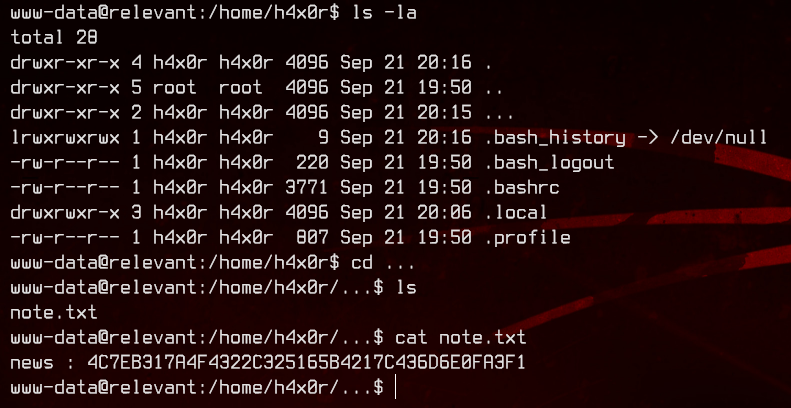 www-data@relevant:/home/h4x0r$ ls -la
total 28
drwxr-xr-x 4 h4x0r h4x0r 4096 Sep 21 20:16 .
drwxr-xr-x 5 root  root  4096 Sep 21 19:50 ..
drwxr-xr-x 2 h4x0r h4x0r 4096 Sep 21 20:15 ...
lrwxrwxrwx 1 h4x0r h4x0r    9 Sep 21 20:16 .bash_history -> /dev/null
-rw-r--r-- 1 h4x0r h4x0r  220 Sep 21 19:50 .bash_logout
-rw-r--r-- 1 h4x0r h4x0r 3771 Sep 21 19:50 .bashrc
drwxrwxr-x 3 h4x0r h4x0r 4096 Sep 21 20:06 .local
-rw-r--r-- 1 h4x0r h4x0r  807 Sep 21 19:50 .profile
www-data@relevant:/home/h4x0r$ cd ...
www-data@relevant:/home/h4x0r/...$ ls
note.txt
www-data@relevant:/home/h4x0r/...$ cat note.txt
news : 4C7EB317A4F4322C325165B4217C436D6E0FA3F1
www-data@relevant:/home/h4x0r/...$